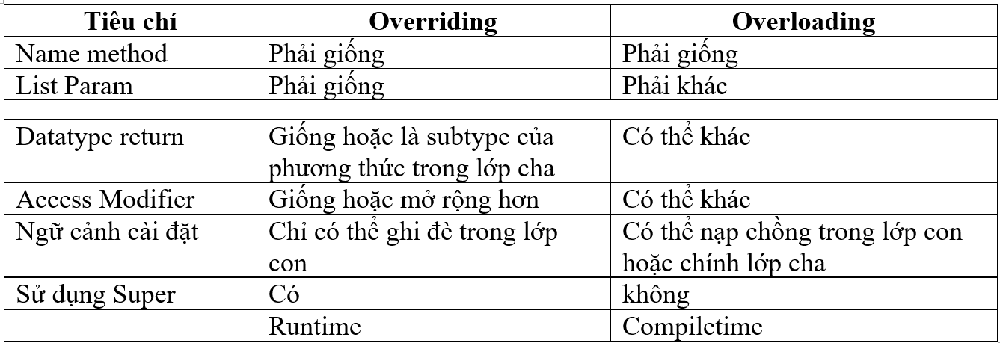 Tiêu chí Overriding Overloading
Name method Phải giống Phải giống
List Param Phải giống Phải khác
Datatype return Giống hoặc là subtype của Có thể khác
phương thức trong lớp cha
Access Modifier Giống hoặc mở rộng hơn Có thể khác
Ngữ cảnh cài đặt Chỉ có thể ghi đè trong lớp Có thể nạp chồng trong lớp con
con hoặc chính lớp cha
Sử dụng Super Có không
Runtime Compiletime